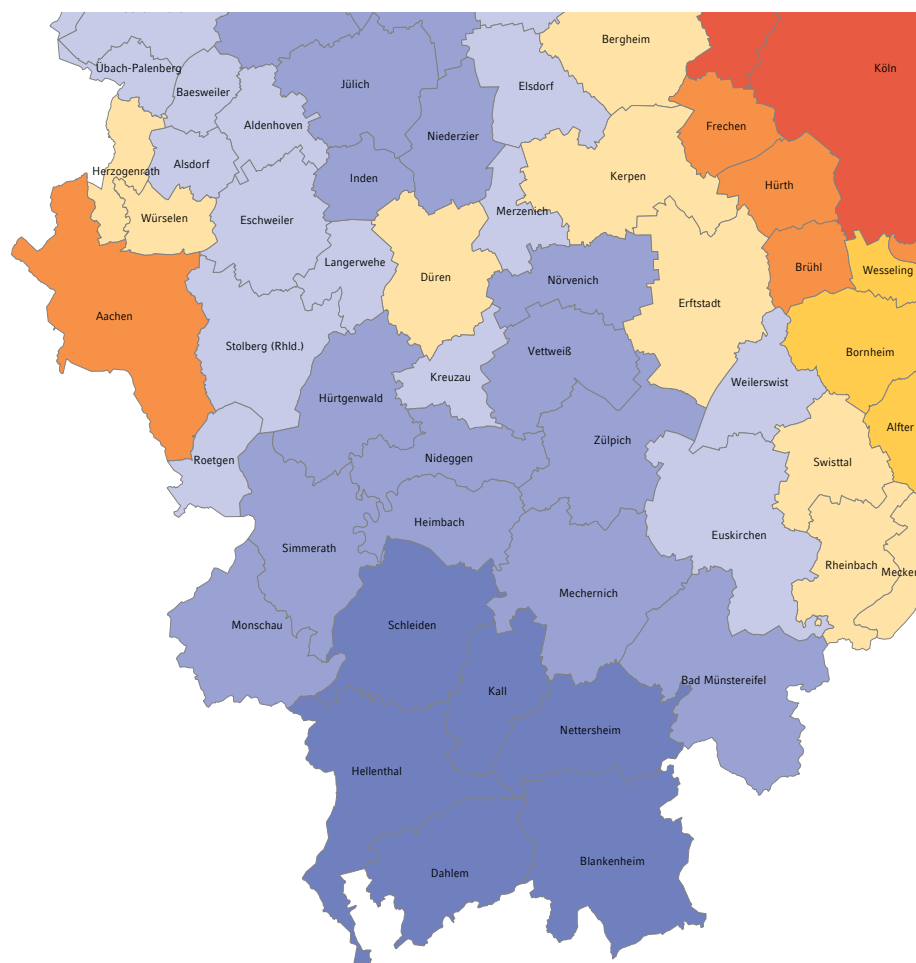 Bergheim
Übach-Palenberg
Köln
Jülich
Elsdorf
Baesweiler
Aldenhoven
Frechen
Niederzier
Alsdorf
Herzogenrath
Inden
Kerpen
Hürth
Würselen
Eschweiler
Merzenich
Langerwehe
Brühl
Wesseling
Düren
Nörvenich
Erftstadt
Aachen
Stolberg (Rhld.)
Vettweiß
Bornheim
Kreuzau
Weilerswist
Hürtgenwald
Alfter
Zülpich
Roetgen
Nideggen
Swisttal
Heimbach
Euskirchen
Simmerath
Rheinbach
Mecken
Mechernich
Monschau
Schleiden
Bad Münstereifel
Kall
Nettersheim
Hellenthal
Blankenheim
Dahlem